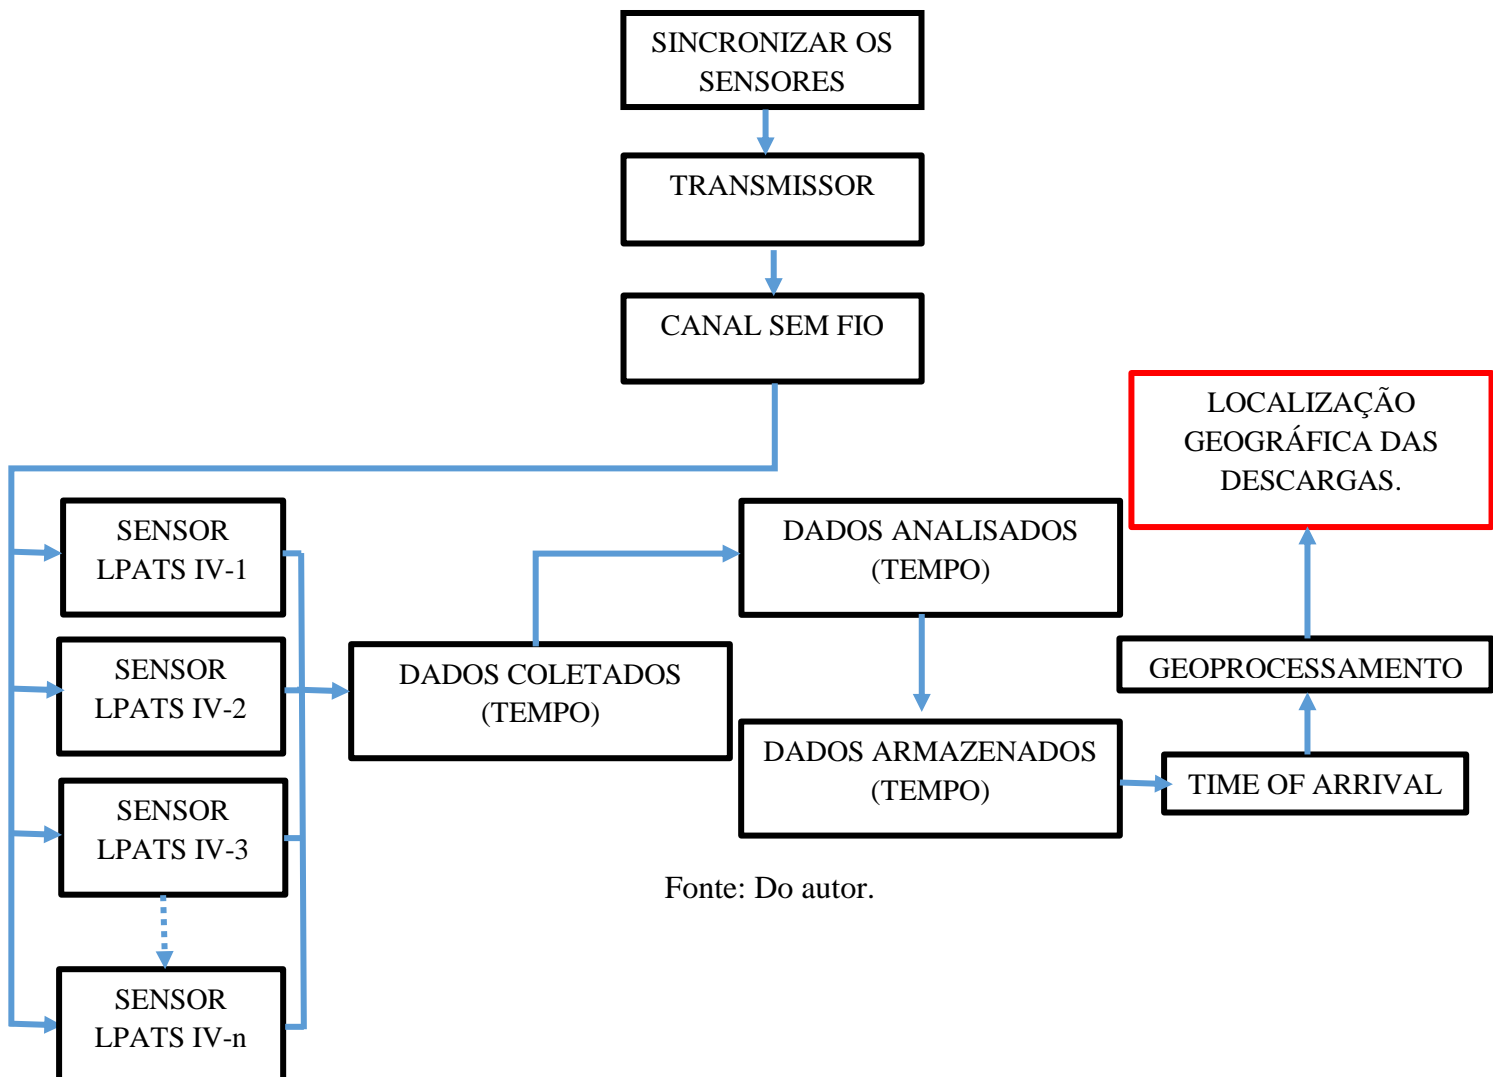 SINCRONIZAR OS
SENSORES
TRANSMISSOR
CANAL SEM FIO
SENSOR
LPATS IV-1
SENSOR
LPATS IV-2
SENSOR
LPATS IV-3
SENSOR
LPATS IV-n
DADOS COLETADOS
(TEMPO)
DADOS ANALISADOS
(TEMPO)
DADOS ARMAZENADOS
(TEMPO)
TIME OF ARRIVAL
GEOPROCESSAMENTO
LOCALIZAÇÃO
GEOGRÁFICA DAS
DESCARGAS.
Fonte: Do autor.